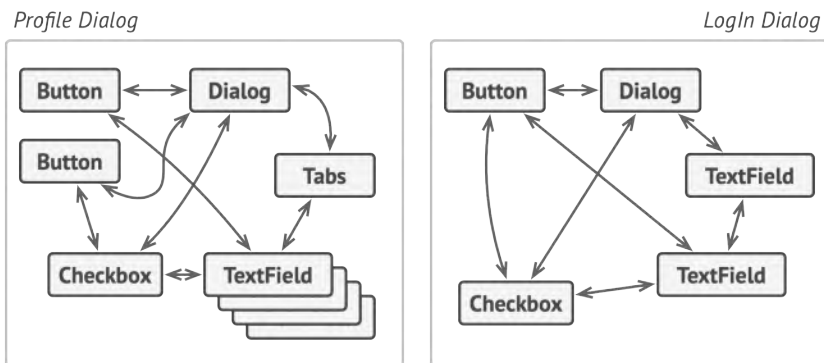 Profile Dialog
LogIn Dialog
Button
Dialog
Button
Tabs
Checkbox
TextField
Button
Dialog
TextField
TextField
Checkbox